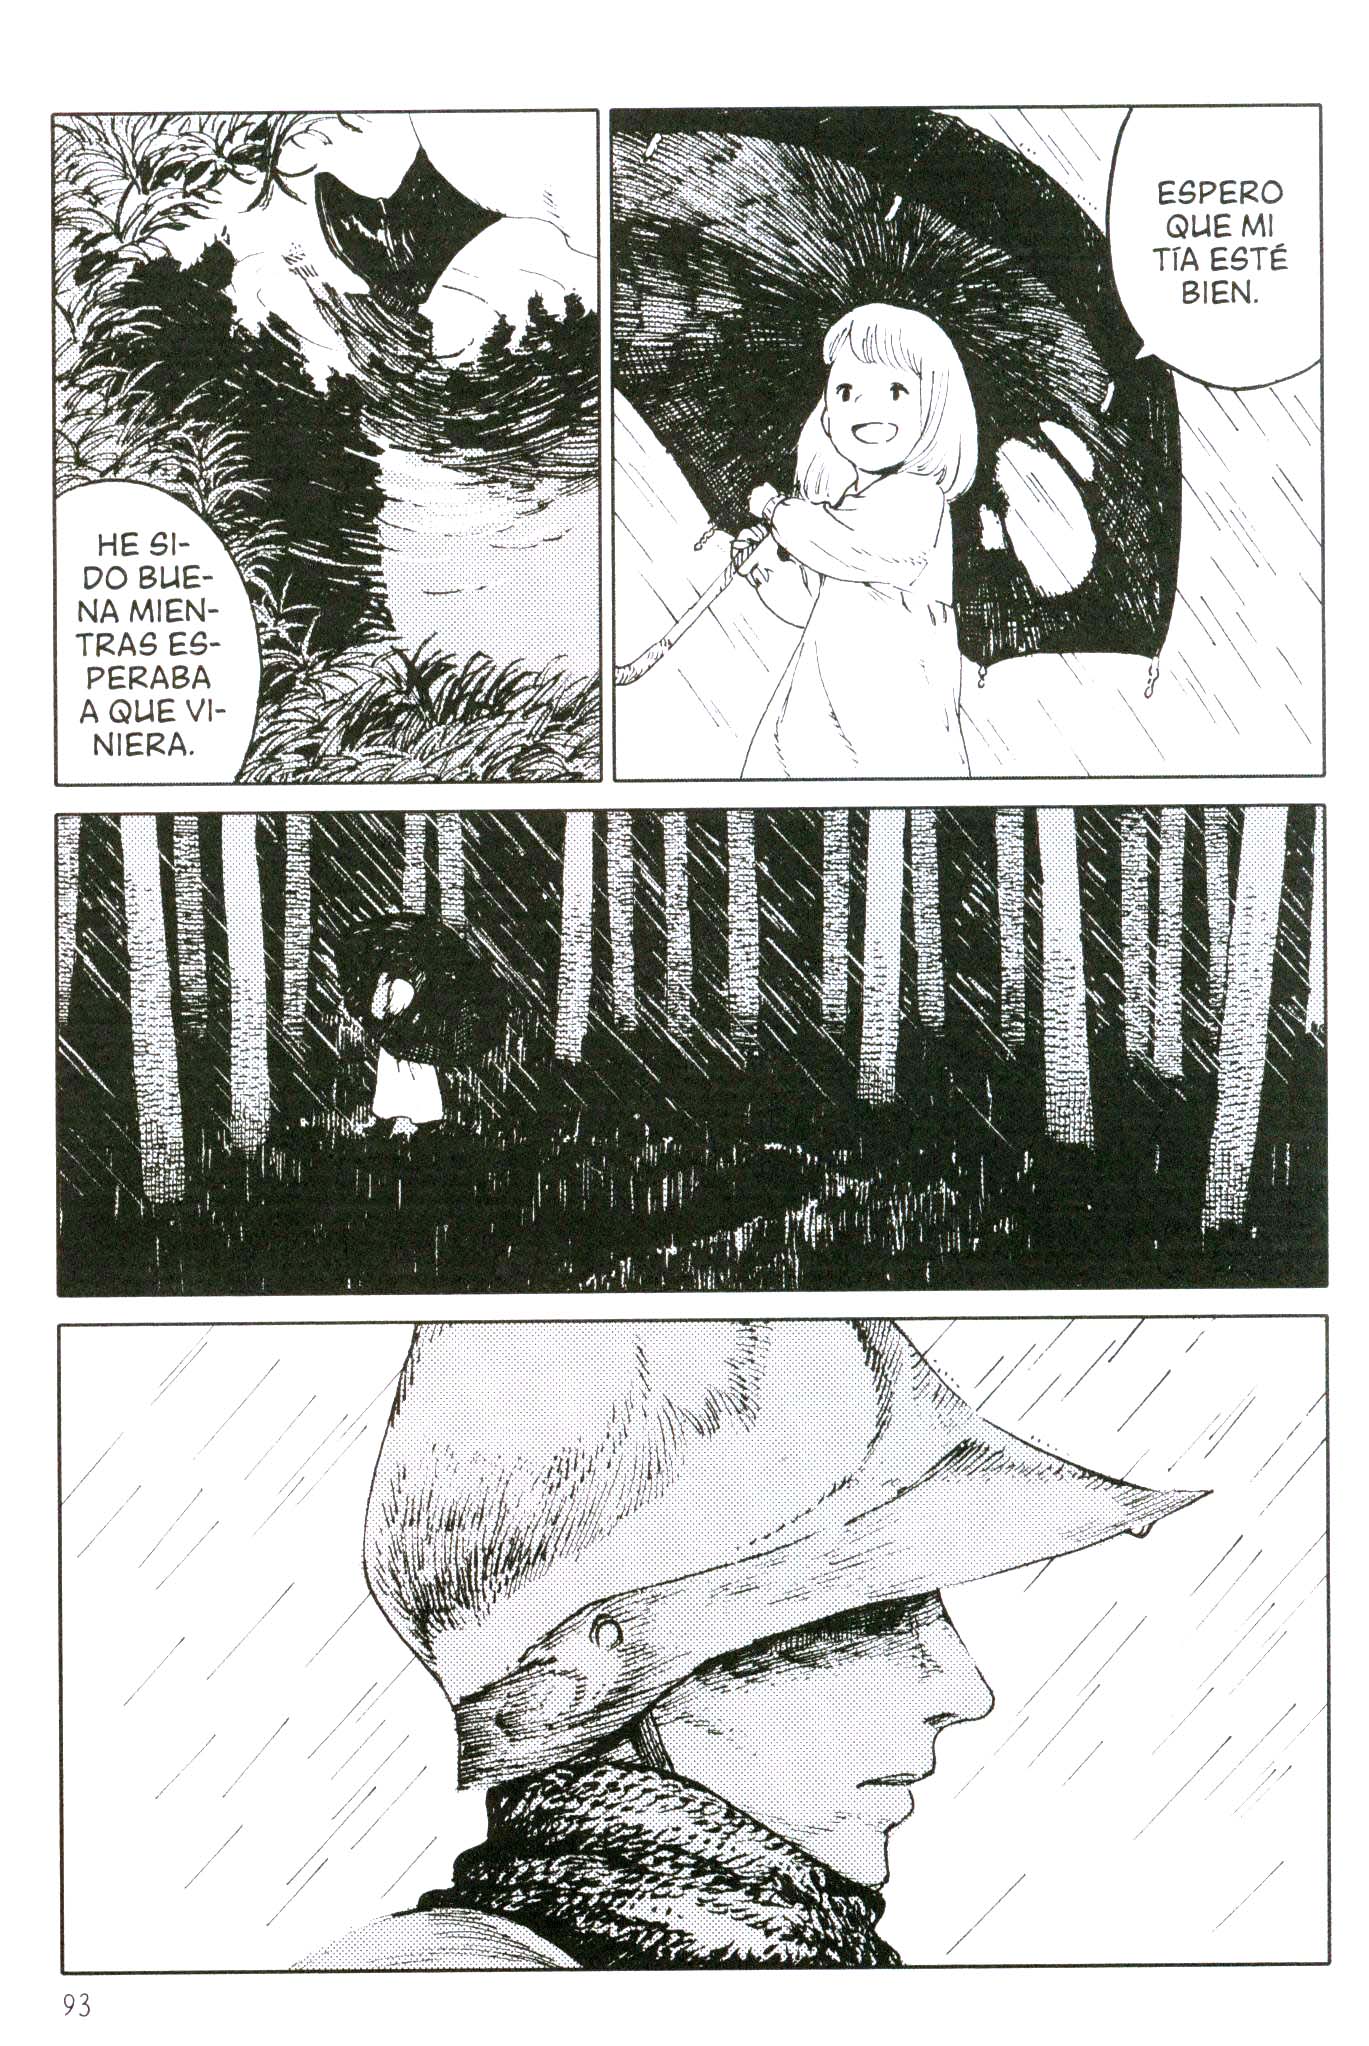 ESPERO
QUE MI
TÍA ESTÉ
BIEN.
HE SI-
DO BUE-
NA MIEN-
TRAS ES-
PERABA
A QUE VI-
NIERA.
93